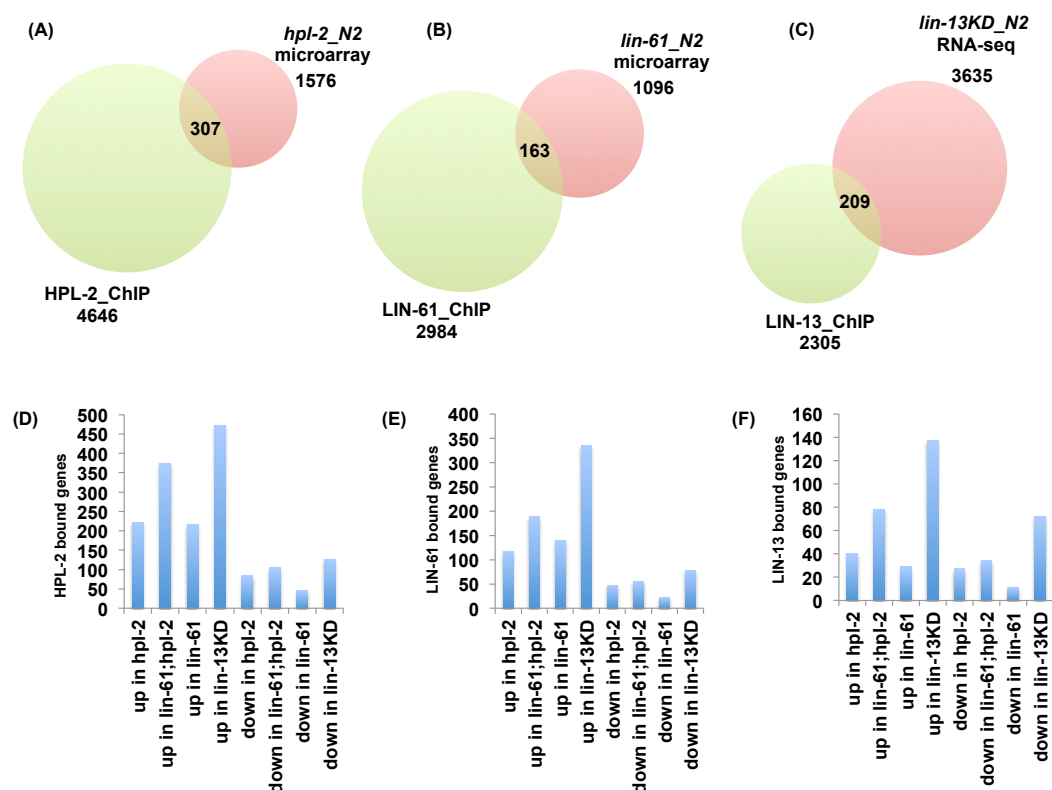 (A)
hpl-2_N2
microarray
1576
307
HPL-2_ChIP
4646
(B)
lin-61_N2
microarray
1096
163
LIN-61_ChIP
2984
(C)
lin-13KD_N2
RNA-seq
3635
209
LIN-13_ChIP
2305
(D)
HPL-2 bound genes
500
450
400
350
300
250
200
150
100
50
0
up in hpl-2
up in lin-61;hpl-2
up in lin-61
up in lin-13KD
down in hpl-2
down in lin-61;hpl-2
down in lin-61
down in lin-13KD
(E)
LIN-61 bound genes
400
350
300
250
200
150
100
50
0
up in hpl-2
up in lin-61;hpl-2
up in lin-61
up in lin-13KD
down in hpl-2
down in lin-61;hpl-2
down in lin-61
down in lin-13KD
(F)
LIN-13 bound genes
160
140
120
100
80
60
40
20
0
up in hpl-2
up in lin-61;hpl-2
up in lin-61
up in lin-13KD
down in hpl-2
down in lin-61;hpl-2
down in lin-61
down in lin-13KD